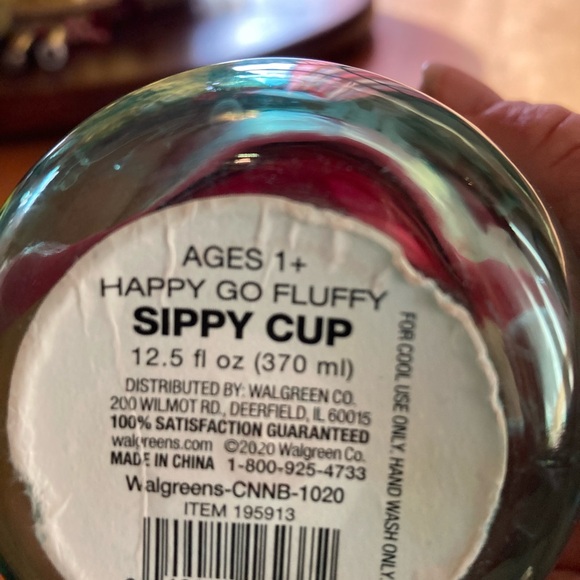 AGES 1+
HAPPY GO FLUFFY
SIPPY CUP
12.5 fl oz (370 ml)
DISTRIBUTED BY: WALGREEN CO.
200 WILMOT RD., DEERFIELD, IL 60015
100% SATISFACTION GUARANTEED
walgreens.com ©2020 Walgreen Co.
MADE IN CHINA 1-800-925-4733
Walgreens-CNNB-1020
ITEM 195913
FOR COOL USE ONLY. HAND WASH ONLY